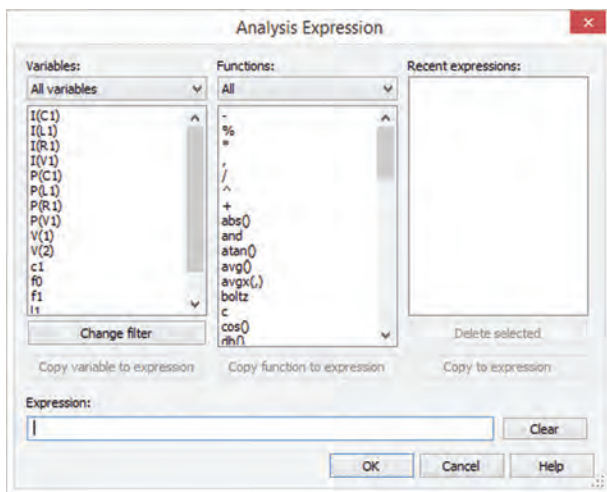 Analysis Expression
Variables:
All variables
I(C1)
I(L1)
I(R1)
I(V1)
P(C1)
P(L1)
P(R1)
P(V1)
V(1)
V(2)
c1
f0
f1
l1
Change filter
Copy variable to expression
Functions:
All
-
%
*
,
/
^
+
abs()
and
atan()
avg()
avgx(,)
boltz
c
cos()
db()
Copy function to expression
Recent expressions:
Delete selected
Copy to expression
Expression:
Clear
OK
Cancel
Help